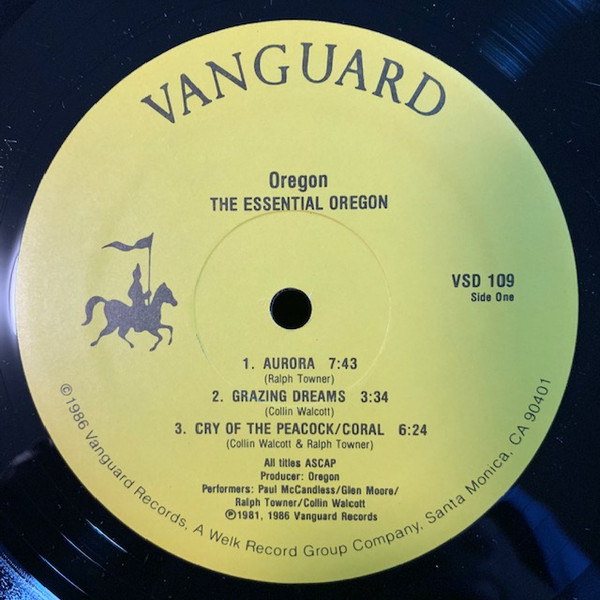 VANGUARD
Oregon
THE ESSENTIAL OREGON
VSD 109
Side One
1. AURORA 7:43
(Ralph Towner)
2. GRAZING DREAMS 3:34
(Collin Walcott)
3. CRY OF THE PEACOCK/CORAL 6:24
(Collin Walcott & Ralph Towner)
All titles ASCAP
Producer: Oregon
Performers: Paul McCandless/Glen Moore/
Ralph Towner/Collin Walcott
℗1981, 1986 Vanguard Records
©1986 Vanguard Records, A Welk Record Group Company, Santa Monica, CA 90401